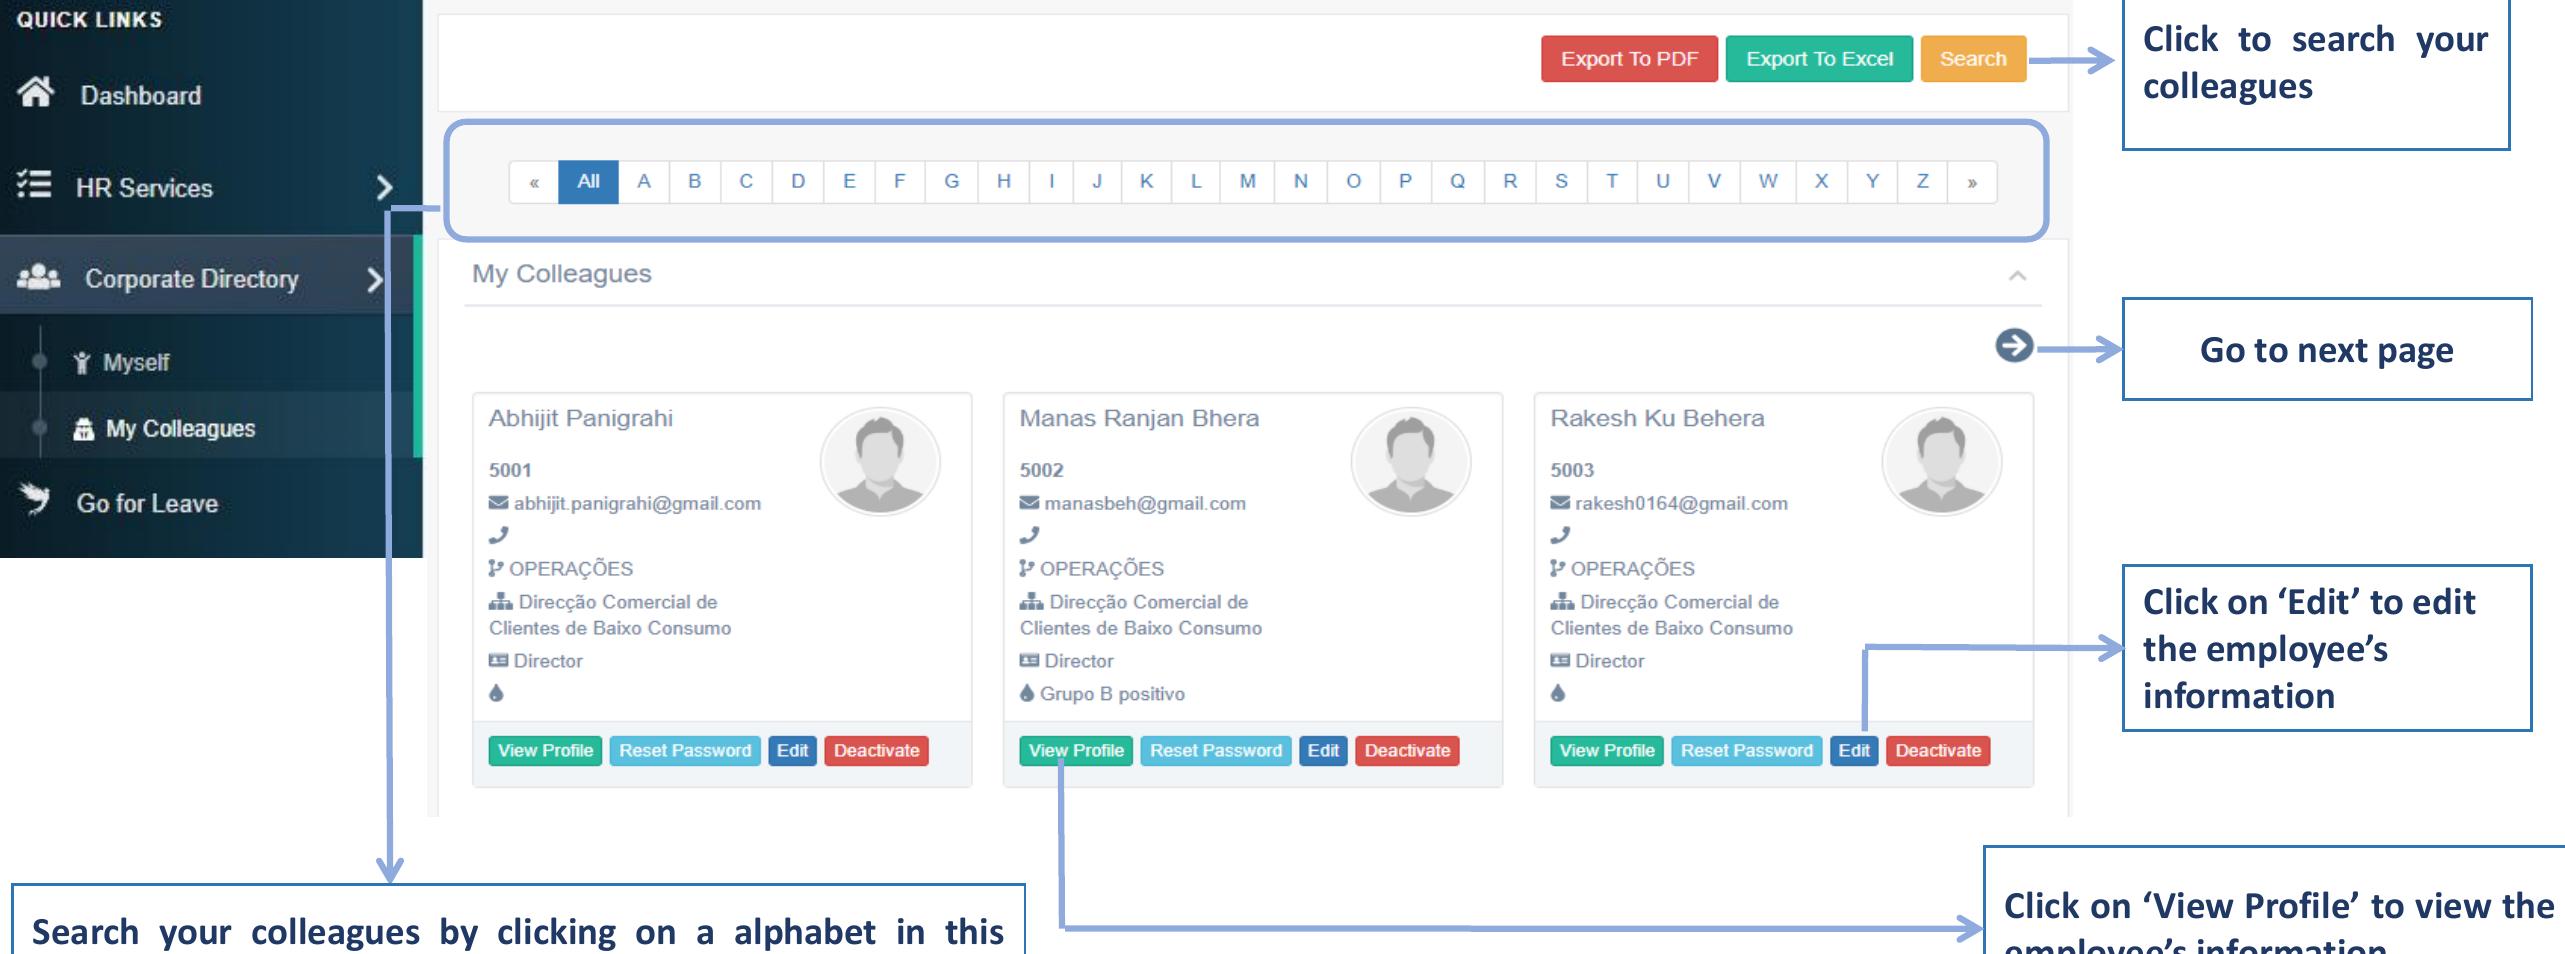 QUICK LINKS
Dashboard
HR Services
Corporate Directory
Myself
My Colleagues
Go for Leave
Export To PDF Export To Excel Search
« All A B C D E F G H I J K L M N O P Q R S T U V W X Y Z »
My Colleagues
Abhijit Panigrahi
5001
abhijit.panigrahi@gmail.com
OPERAÇÕES
Direcção Comercial de
Clientes de Baixo Consumo
Director
View Profile Reset Password Edit Deactivate
Manas Ranjan Bhera
5002
manasbeh@gmail.com
OPERAÇÕES
Direcção Comercial de
Clientes de Baixo Consumo
Director
Grupo B positivo
View Profile Reset Password Edit Deactivate
Rakesh Ku Behera
5003
rakesh0164@gmail.com
OPERAÇÕES
Direcção Comercial de
Clientes de Baixo Consumo
Director
View Profile Reset Password Edit Deactivate
Click to search your
colleagues
Go to next page
Click on ‘Edit’ to edit
the employee’s
information
Search your colleagues by clicking on a alphabet in this
Click on ‘View Profile’ to view the
employee’s information